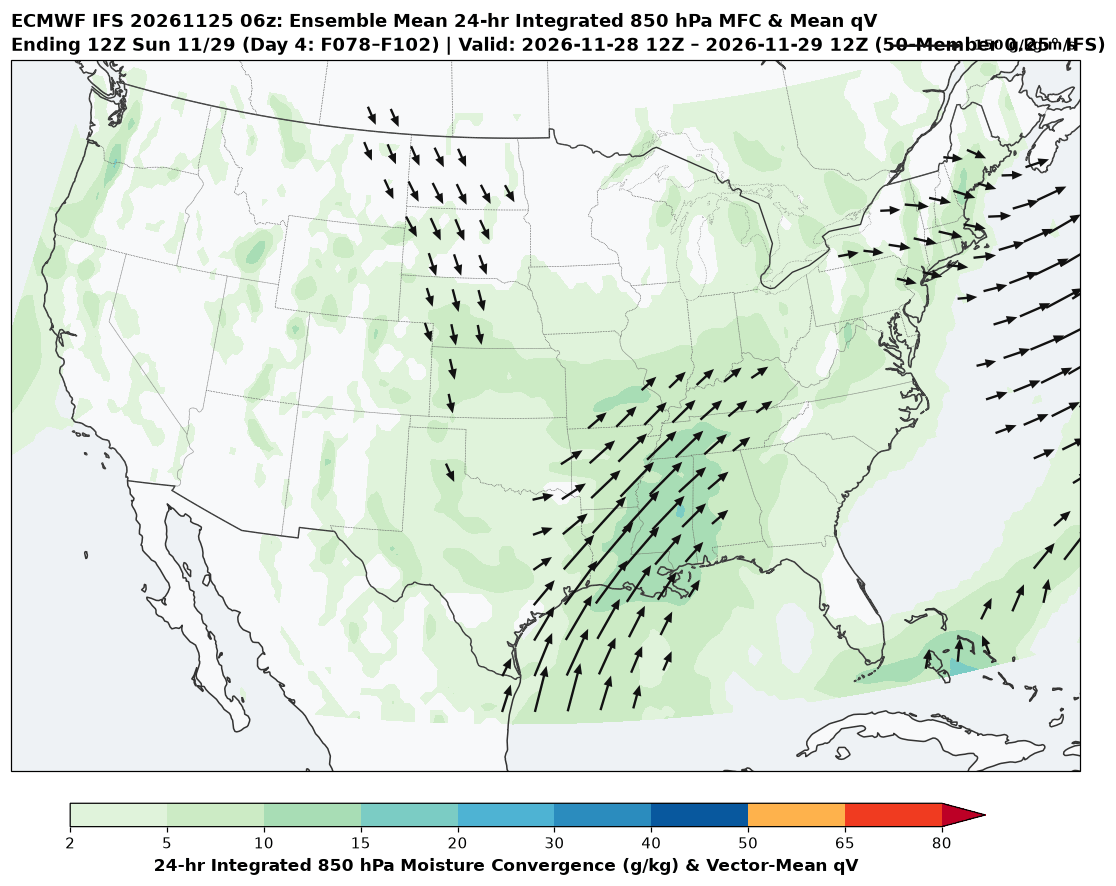 ECMWF IFS 20261125 06z: Ensemble Mean 24-hr Integrated 850 hPa MFC & Mean qV
Ending 12Z Sun 11/29 (Day 4: F078–F102) | Valid: 2026-11-28 12Z – 2026-11-29 12Z (50-Member 0.25° IFS)
150 g/kg m/s
2 5 10 15 20 30 40 50 65 80
24-hr Integrated 850 hPa Moisture Convergence (g/kg) & Vector-Mean qV